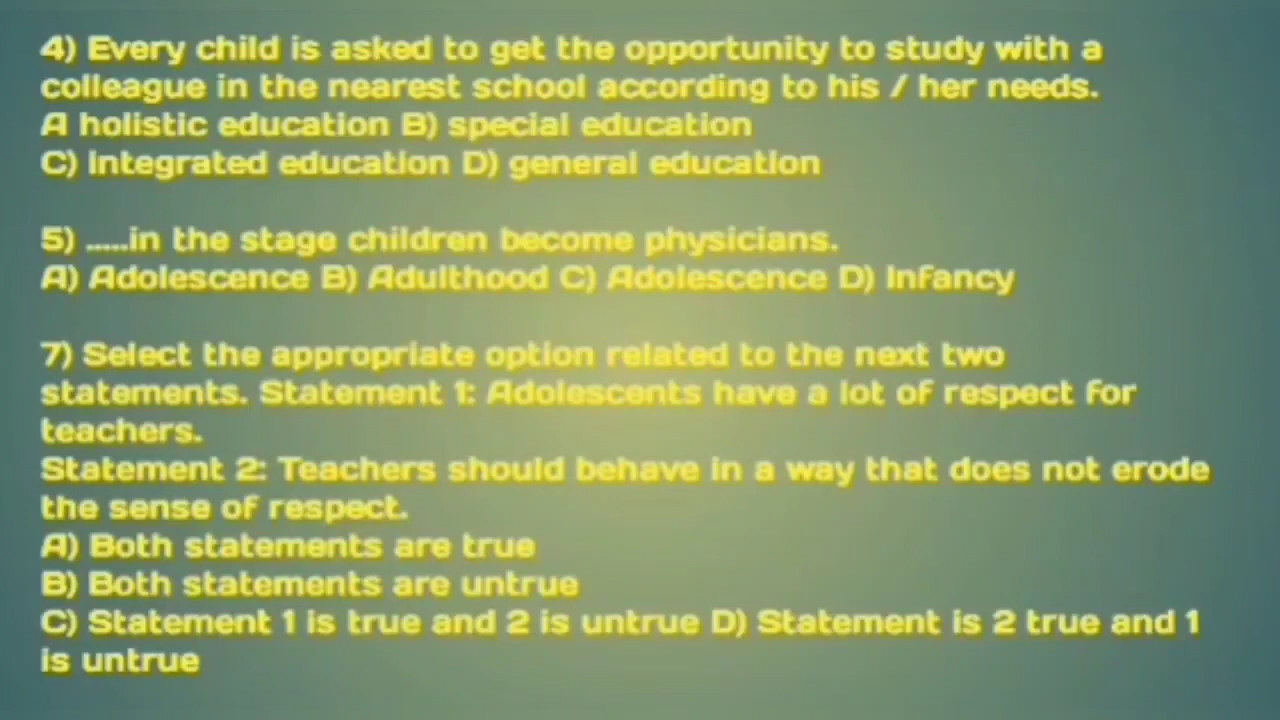 4) Every child is asked to get the opportunity to study with a
colleague in the nearest school according to his / her needs.
A holistic education B) special education
C) integrated education D) general education
5) .....in the stage children become physicians.
A) Adolescence B) Adulthood C) Adolescence D) Infancy
7) Select the appropriate option related to the next two
statements. Statement 1: Adolescents have a lot of respect for
teachers.
Statement 2: Teachers should behave in a way that does not erode
the sense of respect.
A) Both statements are true
B) Both statements are untrue
C) Statement 1 is true and 2 is untrue D) Statement is 2 true and 1
is untrue